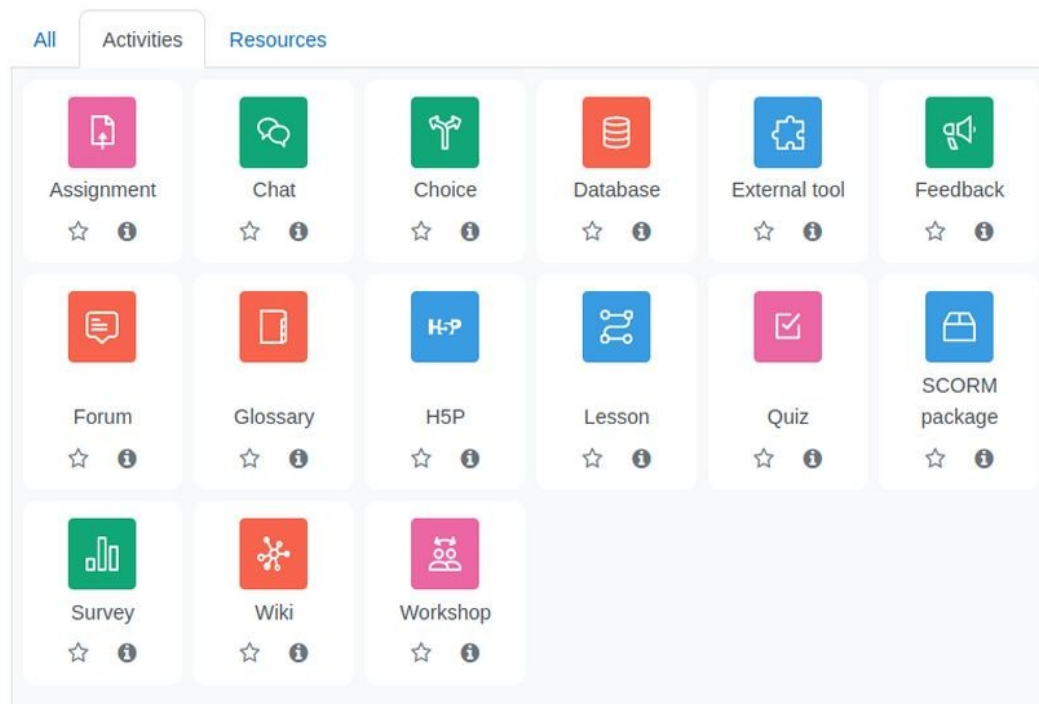 All Activities Resources
Assignment Chat Choice Database External tool Feedback
H5P
SCORM
Forum Glossary H5P Lesson Quiz package
Survey Wiki Workshop